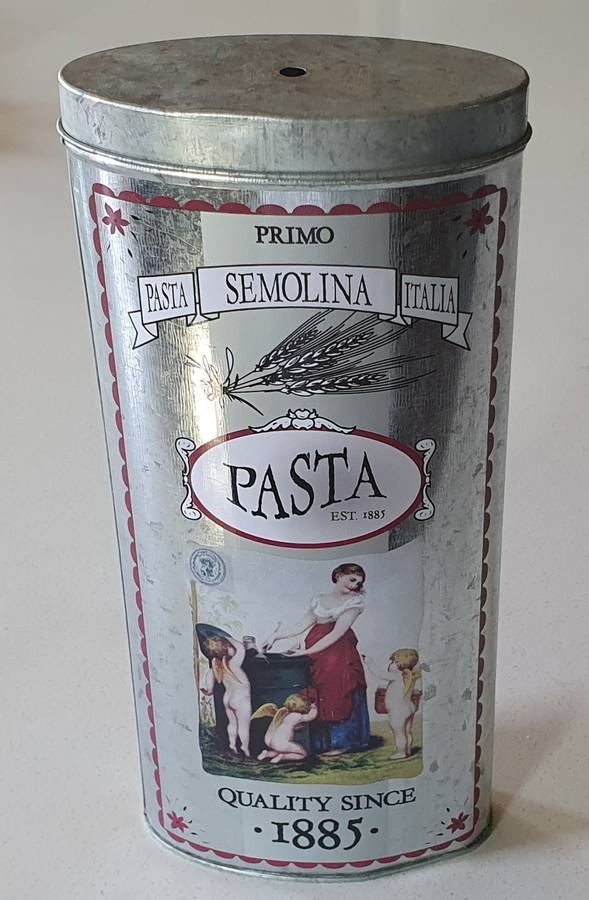 PRIMO
PASTA SEMOLINA ITALIA
PASTA
EST. 1885
QUALITY SINCE
·1885·